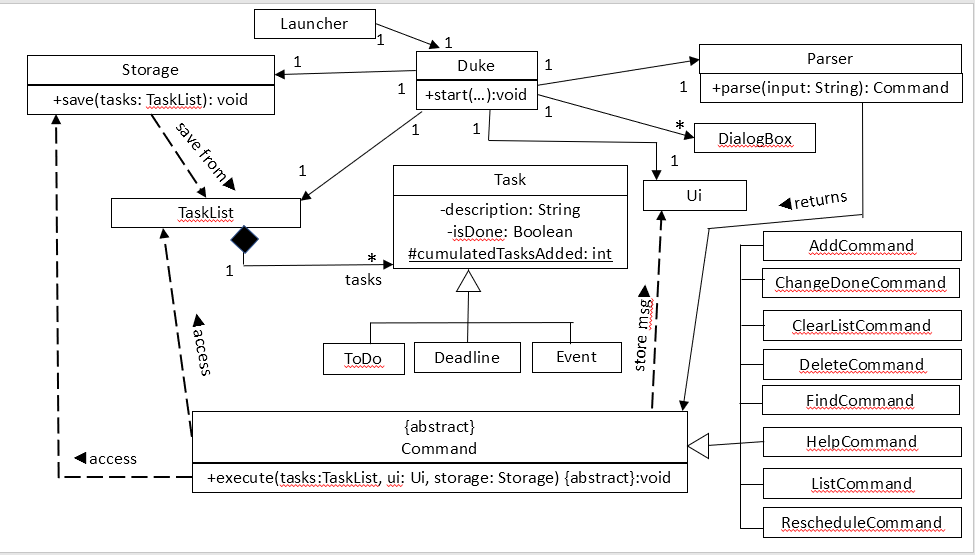 Launcher
1
1
Storage
+save(tasks: TaskList): void
1
1
Duke
+start(...):void
1
1
1
1
1
Parser
+parse(input: String): Command
*
DialogBox
1
Ui
save from
1
TaskList
1
*
tasks
Task
-description: String
-isDone: Boolean
#cumulatedTasksAdded: int
ToDo
Deadline
Event
returns
store msg
access
access
{abstract}
Command
+execute(tasks:TaskList, ui: Ui, storage: Storage) {abstract}:void
AddCommand
ChangeDoneCommand
ClearListCommand
DeleteCommand
FindCommand
HelpCommand
ListCommand
RescheduleCommand